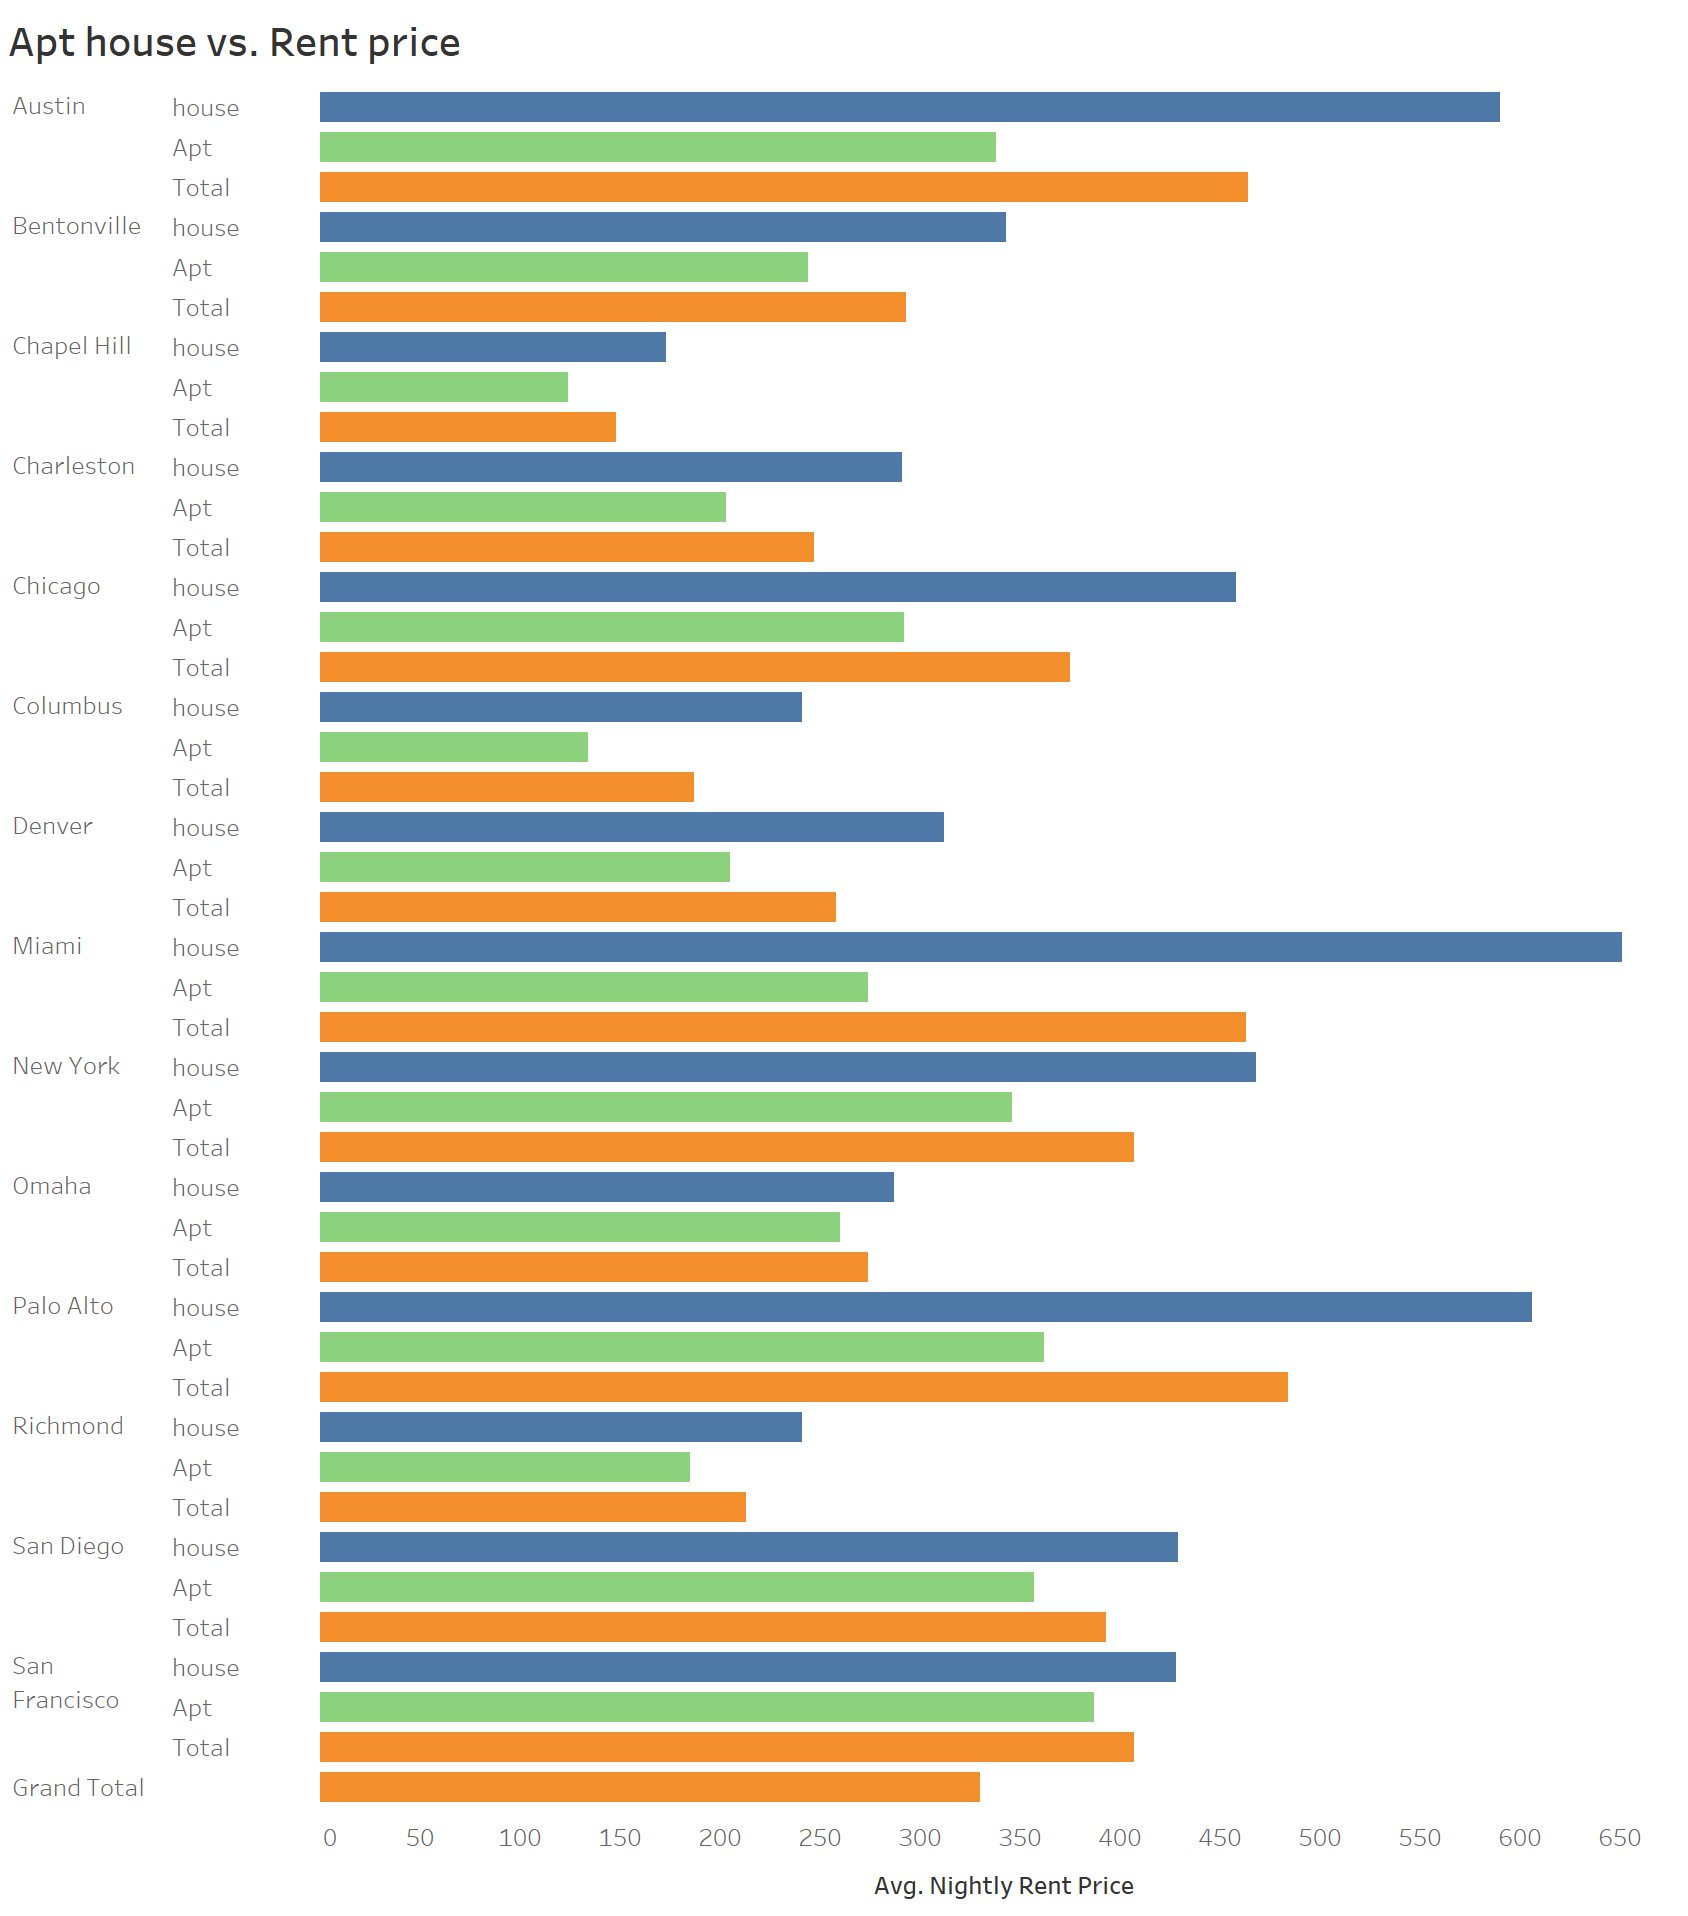 Apt house vs. Rent price
Austin house
Apt
Total
Bentonville house
Apt
Total
Chapel Hill house
Apt
Total
Charleston house
Apt
Total
Chicago house
Apt
Total
Columbus house
Apt
Total
Denver house
Apt
Total
Miami house
Apt
Total
New York house
Apt
Total
Omaha house
Apt
Total
Palo Alto house
Apt
Total
Richmond house
Apt
Total
San Diego house
Apt
Total
San house
Francisco Apt
Total
Grand Total
0 50 100 150 200 250 300 350 400 450 500 550 600 650
Avg. Nightly Rent Price